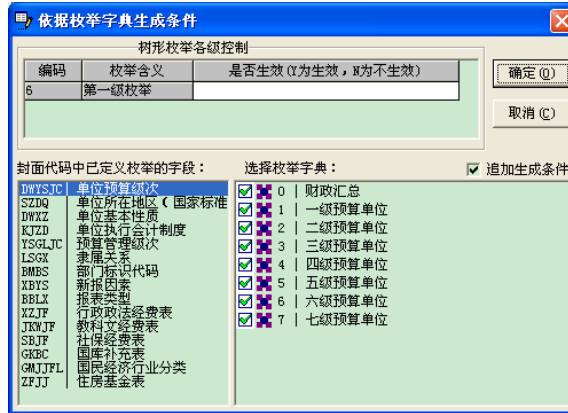 依据枚举字典生成条件
树形枚举各级控制
编码 枚举含义 是否生效(Y为生效,N为不生效)
6 第一级枚举
确定(O)
取消(C)
封面代码中已定义枚举的字段: 选择枚举字典: 追加生成条件
DWYSJC | 单位预算级次
SZDQ | 单位所在地区(国家标准
DWXZ | 单位基本性质
KJZD | 单位执行会计制度
YSGLJC | 预算管理级次
LSGX | 隶属关系
BMBS | 部门标识代码
XBYS | 新报因素
BBLX | 报表类型
XZJF | 行政政法经费表
JKWJF | 教科文经费表
SBJF | 社保经费表
GKBC | 国库补充表
GMJJFL | 国民经济行业分类
ZFJJ | 住房基金表
0 | 财政汇总
1 | 一级预算单位
2 | 二级预算单位
3 | 三级预算单位
4 | 四级预算单位
5 | 五级预算单位
6 | 六级预算单位
7 | 七级预算单位